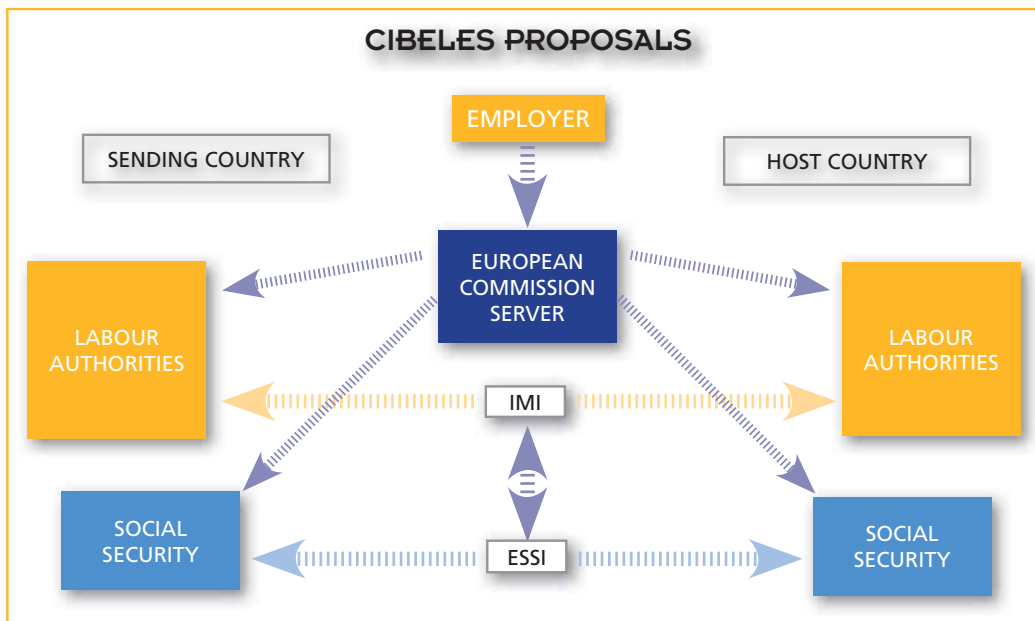 CIBELES PROPOSALS
EMPLOYER
SENDING COUNTRY
HOST COUNTRY
EUROPEAN
COMMISSION
SERVER
LABOUR
AUTHORITIES
LABOUR
AUTHORITIES
IMI
SOCIAL
SECURITY
SOCIAL
SECURITY
ESSI